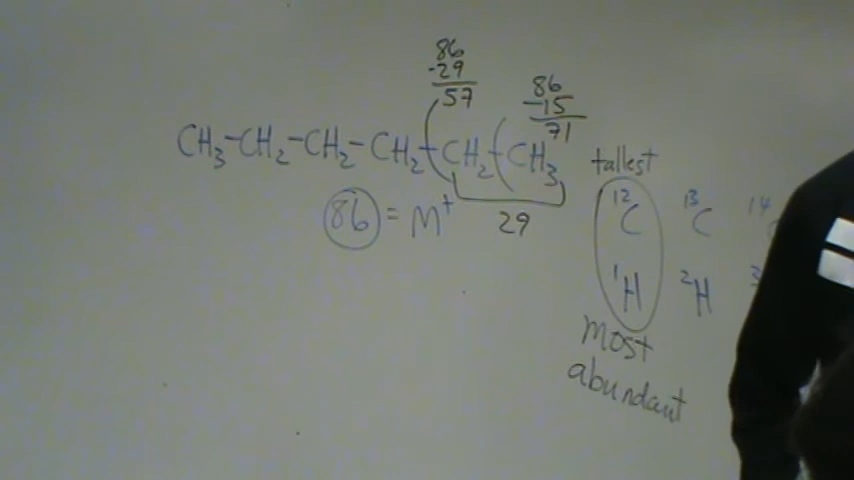 86
-29
57
86
-15
71
CH₃-CH₂-CH₂-CH₂-CH₂-CH₃
86 = M⁺
29
tallest
¹²C ¹³C ¹⁴
¹H ²H ³
most
abundant